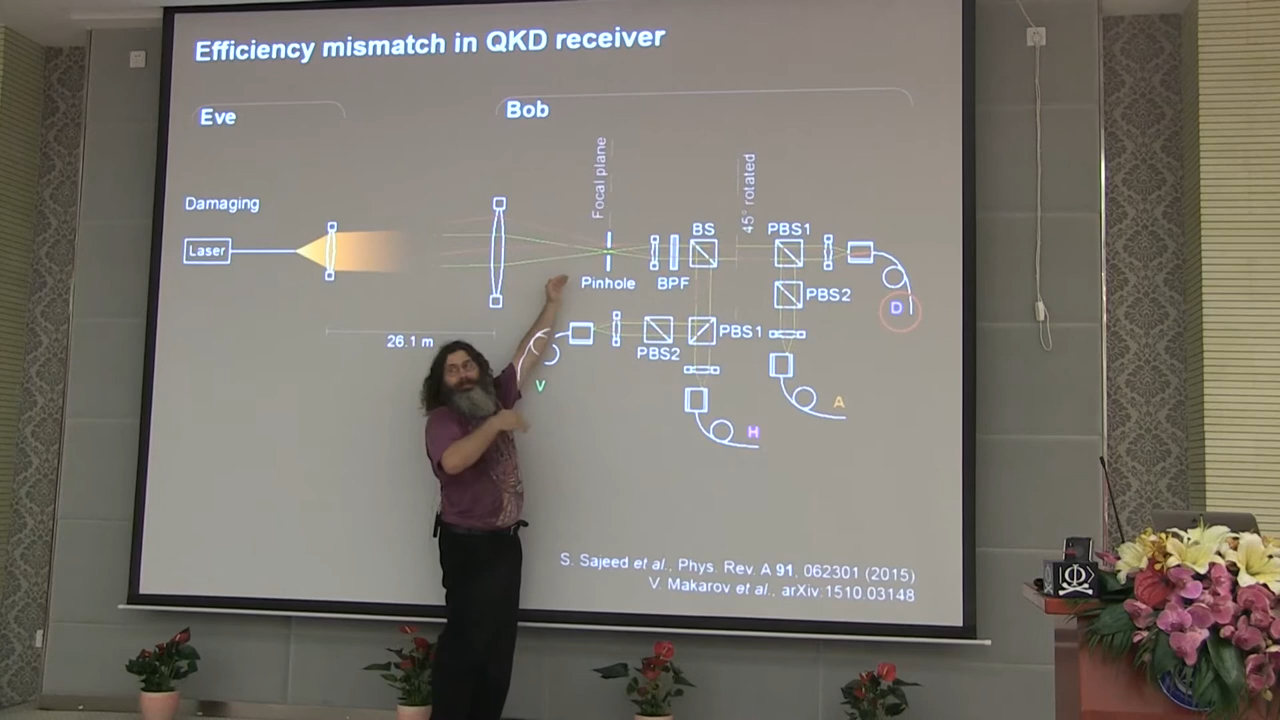 Efficiency mismatch in QKD receiver
Eve
Bob
Damaging
Laser
26.1 m
Focal plane
Pinhole
BPF
BS
45° rotated
PBS1
PBS2
D
PBS1
PBS2
V
A
H
S. Sajeed et al., Phys. Rev. A 91, 062301 (2015)
V. Makarov et al., arXiv:1510.03148